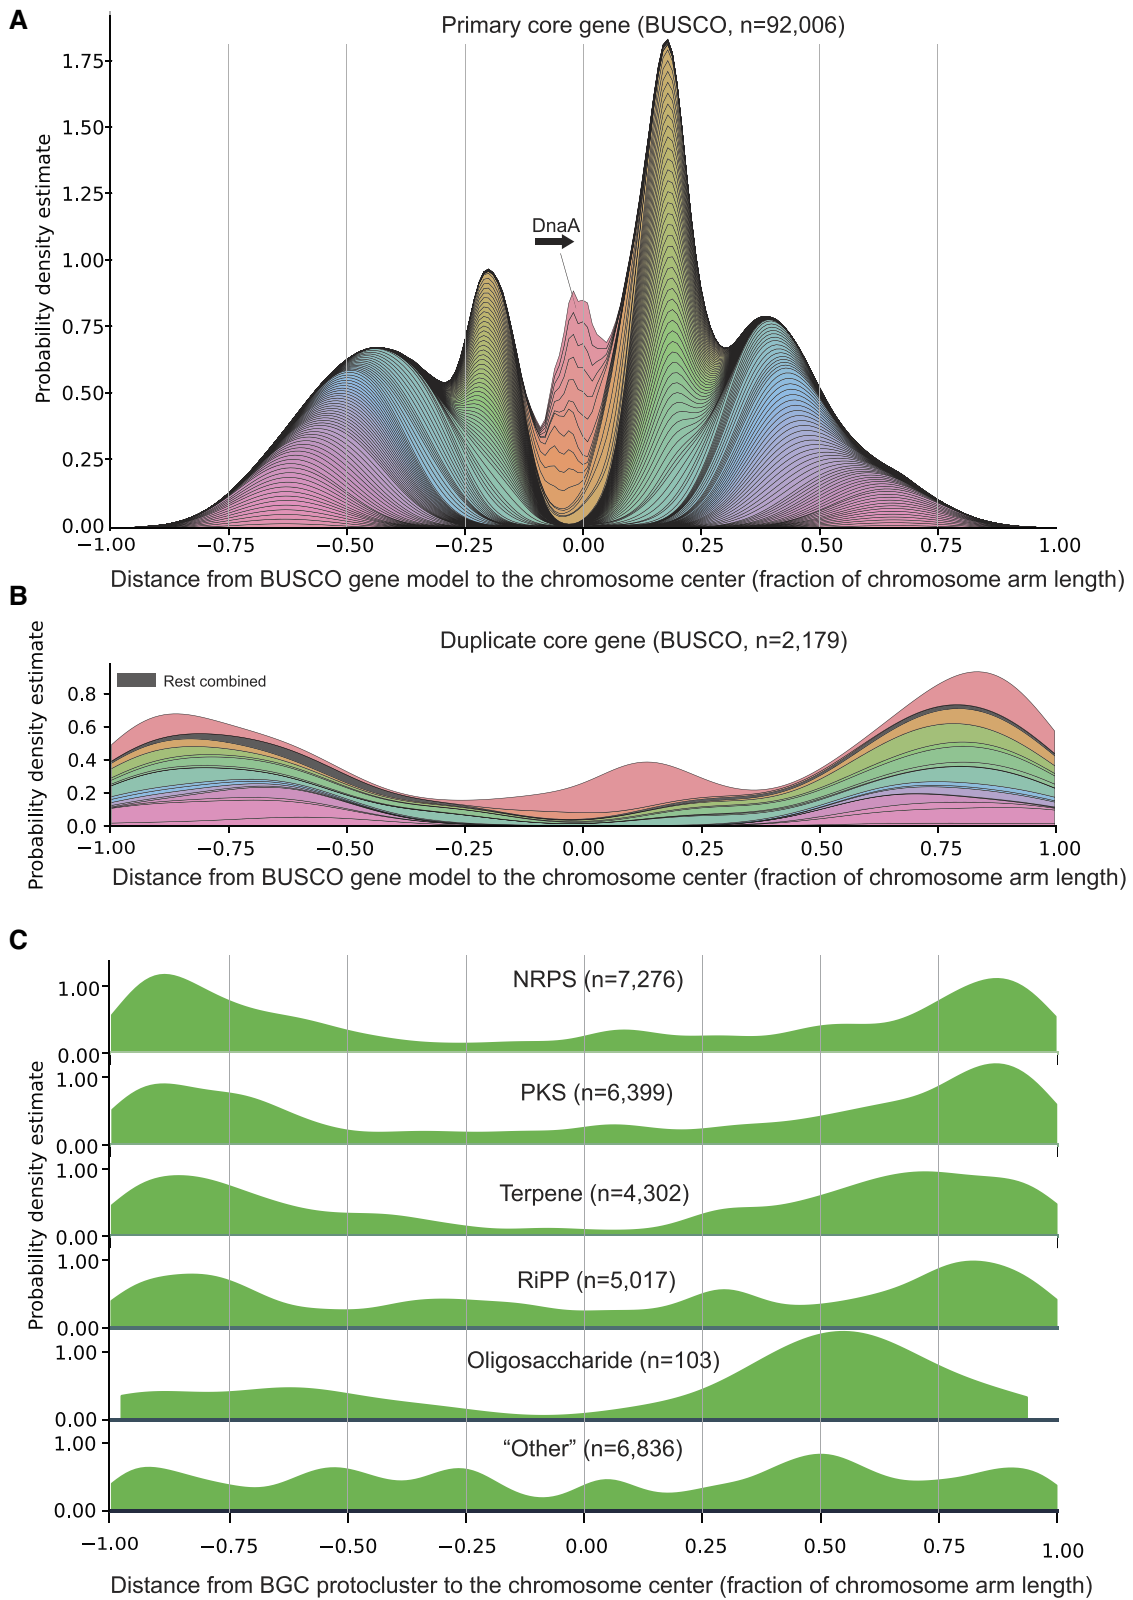 A
Primary core gene (BUSCO, n=92,006)
Probability density estimate
1.75
1.50
1.25
1.00
0.75
0.50
0.25
0.00
DnaA
−1.00 −0.75 −0.50 −0.25 0.00 0.25 0.50 0.75 1.00
Distance from BUSCO gene model to the chromosome center (fraction of chromosome arm length)
B
Duplicate core gene (BUSCO, n=2,179)
Probability density estimate
Rest combined
0.8
0.6
0.4
0.2
0.0
−1.00 −0.75 −0.50 −0.25 0.00 0.25 0.50 0.75 1.00
Distance from BUSCO gene model to the chromosome center (fraction of chromosome arm length)
C
Probability density estimate
NRPS (n=7,276)
1.00
0.00
PKS (n=6,399)
1.00
0.00
Terpene (n=4,302)
1.00
0.00
RiPP (n=5,017)
1.00
0.00
Oligosaccharide (n=103)
1.00
0.00
“Other” (n=6,836)
1.00
0.00
−1.00 −0.75 −0.50 −0.25 0.00 0.25 0.50 0.75 1.00
Distance from BGC protocluster to the chromosome center (fraction of chromosome arm length)